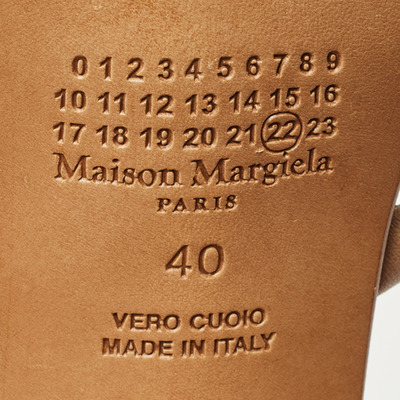 0 1 2 3 4 5 6 7 8 9
10 11 12 13 14 15 16
17 18 19 20 21 22 23
Maison Margiela
PARIS
40
VERO CUOIO
MADE IN ITALY